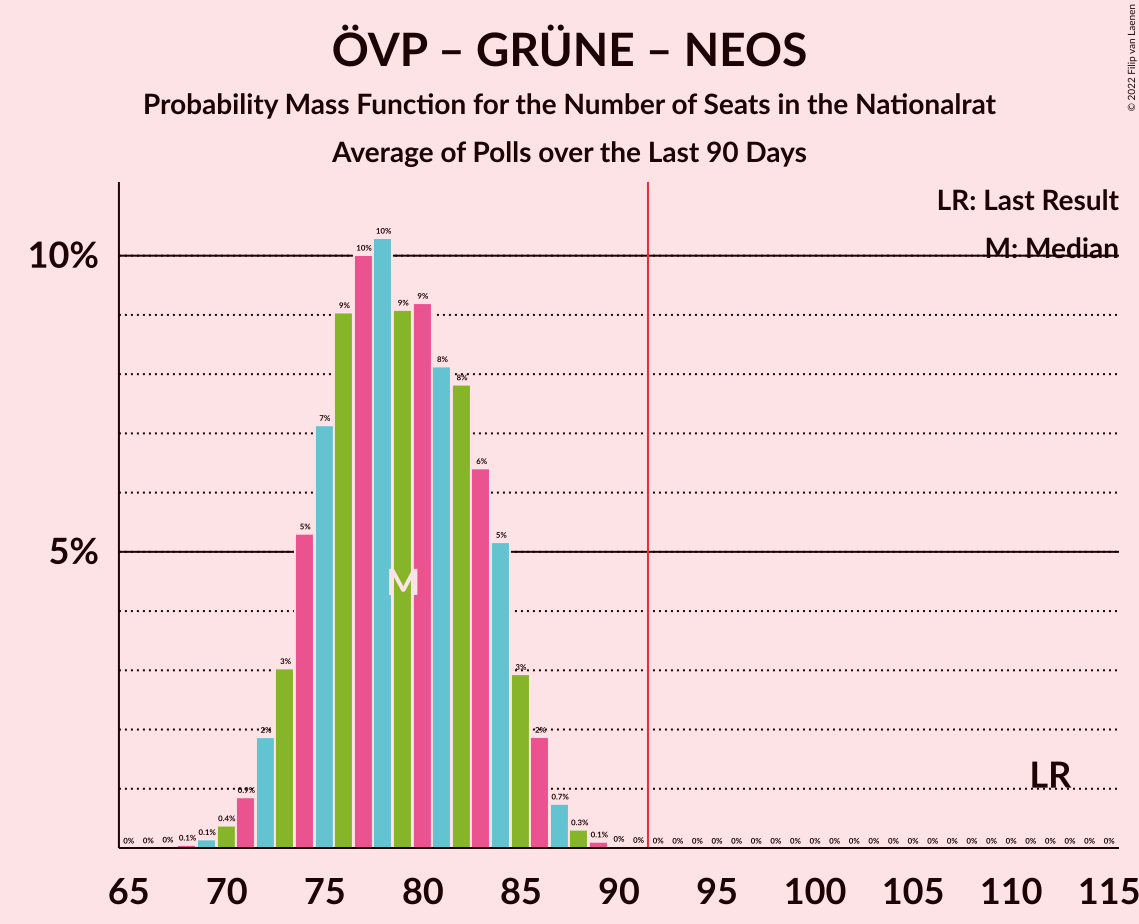 ÖVP – GRÜNE – NEOS
Probability Mass Function for the Number of Seats in the Nationalrat
Average of Polls over the Last 90 Days
© 2022 Filip van Laenen
LR: Last Result
M: Median
10%
5%
0% 0% 0% 0.1% 0.1% 0.4% 0.9% 2% 3% 5% 7% 9% 10% 10% 9% 9% 8% 8% 6% 5% 3% 2% 0.7% 0.3% 0.1% 0% 0% 0% 0% 0% 0% 0% 0% 0% 0% 0% 0% 0% 0% 0% 0% 0% 0% 0% 0% 0% 0% 0% 0% 0% 0%
M
LR
65 70 75 80 85 90 95 100 105 110 115